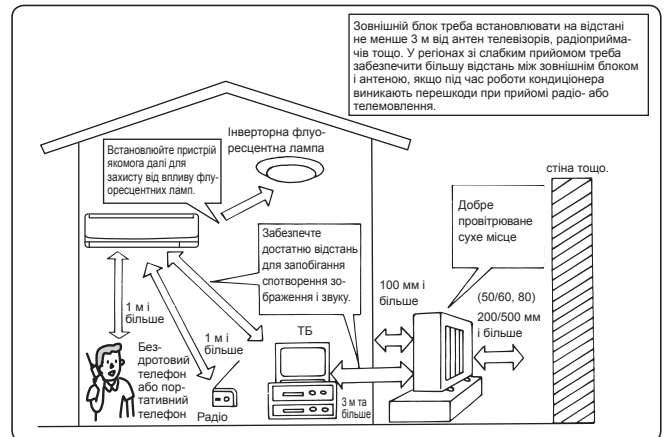 Зовнішній блок треба встановлювати на відстані
не менше 3 м від антен телевізорів, радіоприйма-
чів тощо. У регіонах зі слабким прийомом треба
забезпечити більшу відстань між зовнішнім блоком
і антеною, якщо під час роботи кондиціонера
виникають перешкоди при прийомі радіо- або
телемовлення.
Інверторна флуо-
ресцентна лампа
Встановлюйте пристрій
якомога далі для
захисту від впливу флу-
оресцентних ламп.
стіна тощо.
Добре
провітрюване
сухе місце
Забезпечте
достатню відстань
для запобігання
спотворення зо-
браження і звуку.
100 мм і
більше
(50/60, 80)
200/500 мм
і більше
1 м і
більше
1 м і
більше
ТБ
Без-
дротовий
телефон
або пор-
тативний
телефон
Радіо
3 м та
більше